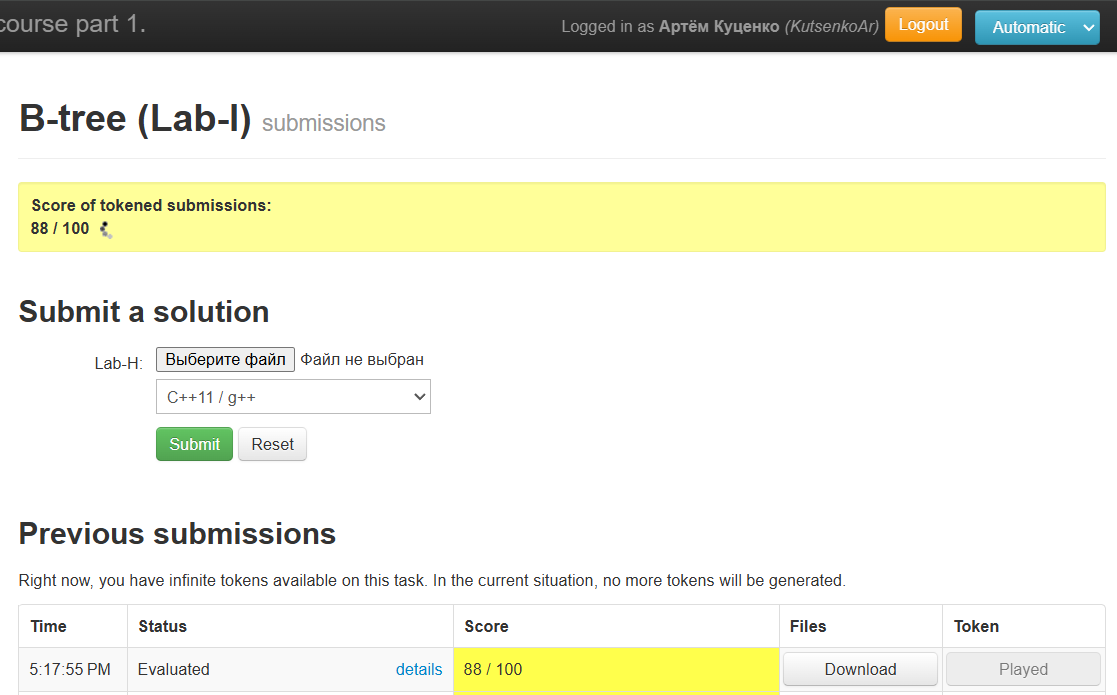 course part 1.
Logged in as Артём Куценко (KutsenkoAr) Logout Automatic
B-tree (Lab-I) submissions
Score of tokened submissions:
88 / 100
Submit a solution
Lab-H: Выберите файл Файл не выбран
C++11 / g++
Submit Reset
Previous submissions
Right now, you have infinite tokens available on this task. In the current situation, no more tokens will be generated.
Time Status Score Files Token
5:17:55 PM Evaluated details 88 / 100 Download Played